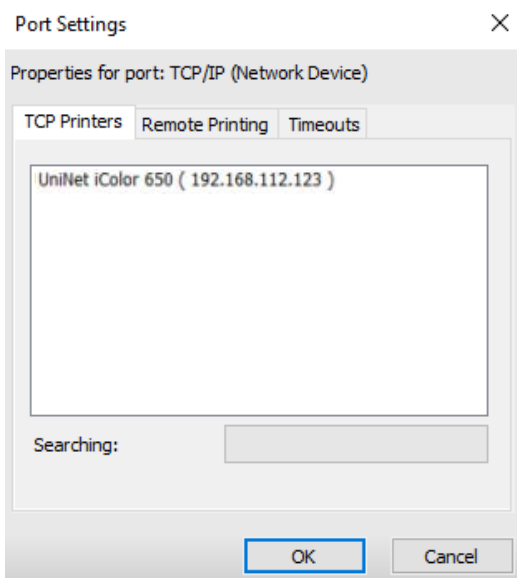 Port Settings
Properties for port: TCP/IP (Network Device)
TCP Printers
Remote Printing
Timeouts
UniNet iColor 650 ( 192.168.112.123 )
Searching:
OK
Cancel